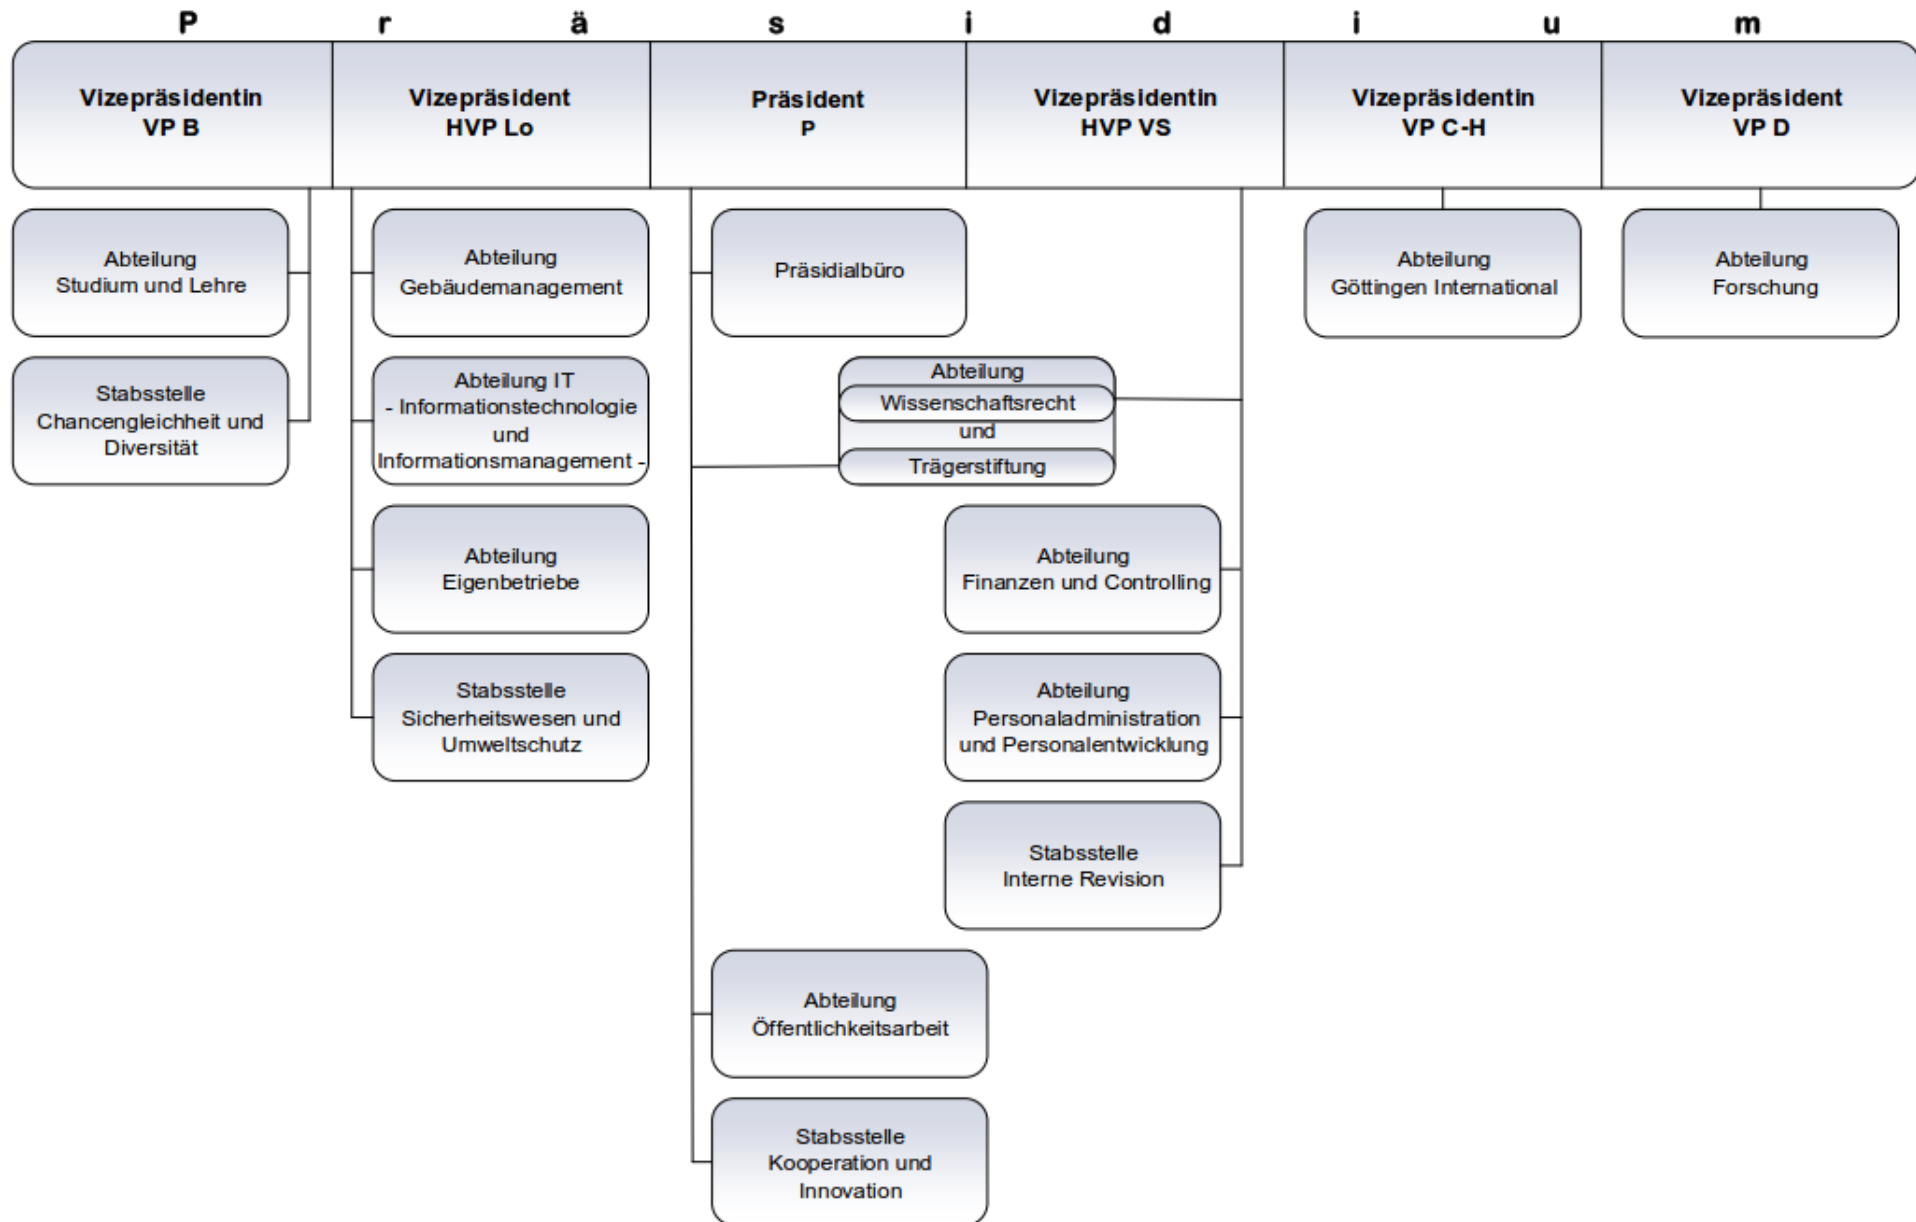 P r ä s i d i u m
Vizepräsidentin
VP B
Vizepräsident
HVP Lo
Präsident
P
Vizepräsidentin
HVP VS
Vizepräsidentin
VP C-H
Vizepräsident
VP D
Abteilung
Studium und Lehre
Abteilung
Gebäudemanagement
Präsidialbüro
Abteilung
Göttingen International
Abteilung
Forschung
Stabsstelle
Chancengleichheit und
Diversität
Abteilung IT
- Informationstechnologie
und
Informationsmanagement -
Abteilung
Wissenschaftsrecht
und
Trägerstiftung
Abteilung
Eigenbetriebe
Abteilung
Finanzen und Controlling
Stabsstelle
Sicherheitswesen und
Umweltschutz
Abteilung
Personaladministration
und Personalentwicklung
Stabsstelle
Interne Revision
Abteilung
Öffentlichkeitsarbeit
Stabsstelle
Kooperation und
Innovation